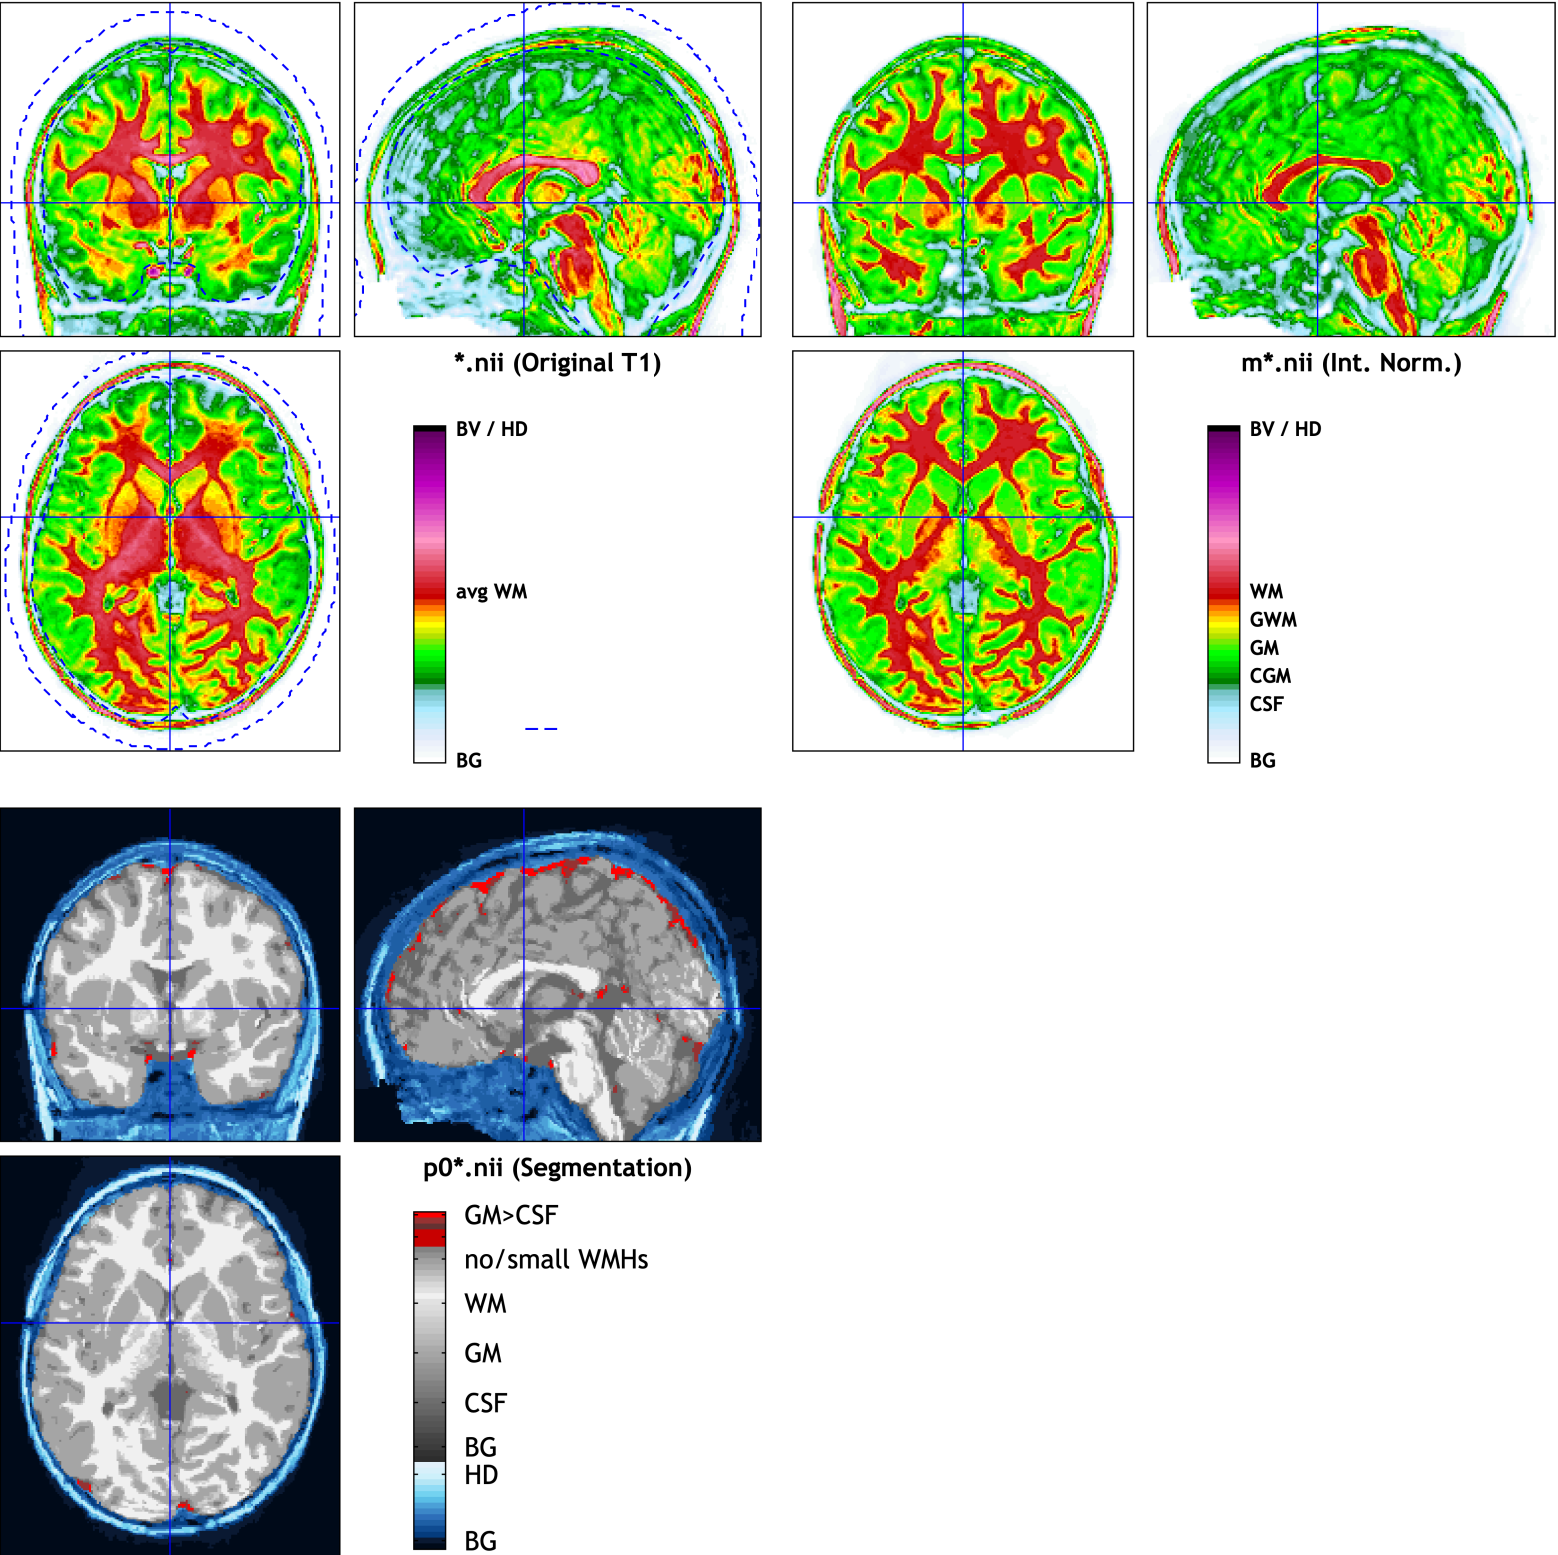 *.nii (Original T1)
BV / HD
avg WM
BG
m*.nii (Int. Norm.)
BV / HD
WM
GWM
GM
CGM
CSF
BG
p0*.nii (Segmentation)
GM>CSF
no/small WMHs
WM
GM
CSF
BG
HD
BG